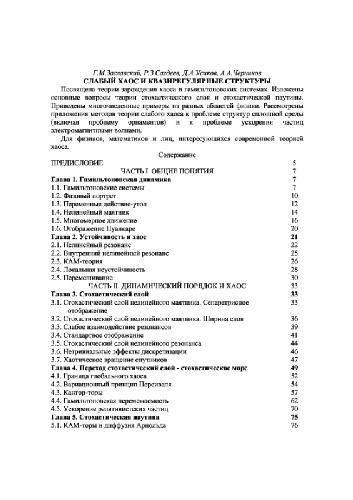 Г.М.Заславский, Р.З.Сагдеев, Д.А.Усиков, А.А.Черников
СЛАБЫЙ ХАОС И КВАЗИРЕГУЛЯРНЫЕ СТРУКТУРЫ
Посвящена теории зарождения хаоса в гамильтоновских системах. Изложены
основные вопросы теории стохастического слоя и стохастической паутины.
Приведены многочисленные примеры из разных областей физики. Рассмотрены
приложения методов теории слабого хаоса к проблеме структур сплошной среды
(включая проблему орнаментов) и к проблеме ускорения частиц
электромагнитными волнами.
Для физиков, математиков и лиц, интересующихся современной теорией
хаоса.
Содержание
ПРЕДИСЛОВИЕ 5
ЧАСТЬ I. ОБЩИЕ ПОНЯТИЯ 7
Глава 1. Гамильтоновская динамика 7
1.1. Гамильтоновские системы 7
1.2. Фазовый портрет 10
1.3. Переменные действие-угол 12
1.4. Нелинейный маятник 14
1.5. Многомерное движение 16
1.6. Отображение Пуанкаре 20
Глава 2. Устойчивость и хаос 21
2.1. Нелинейный резонанс 22
2.2. Внутренний нелинейный резонанс 25
2.3. КАМ-теория 26
2.4. Локальная неустойчивость 28
2.5. Перемешивание 30
ЧАСТЬ II. ДИНАМИЧЕСКИЙ ПОРЯДОК И ХАОС 33
Глава 3. Стохастический слой 33
3.1. Стохастический слой нелинейного маятника. Сепаратрисное 33
отображение
3.2. Стохастический слой нелинейного маятника. Ширина слоя 36
3.3. Слабое взаимодействие резонансов 39
3.4. Стандартное отображение 41
3.5. Стохастический слой нелинейного резонанса 44
3.6. Нетривиальные эффекты дискретизации 46
3.7. Хаотическое вращение спутников 47
Глава 4. Переход стохастический слой - стохастическое море 49
4.1. Граница глобального хаоса 52
4.2. Вариационный принцип Персиваля 54
4.3. Кантор-торы 57
4.4. Гамильтоновская перемежаемость 62
4.5. Ускорение релятивистских частиц 70
Глава 5. Стохастическая паутина 75
5.1. КАМ-торы и диффузия Арнольда 76